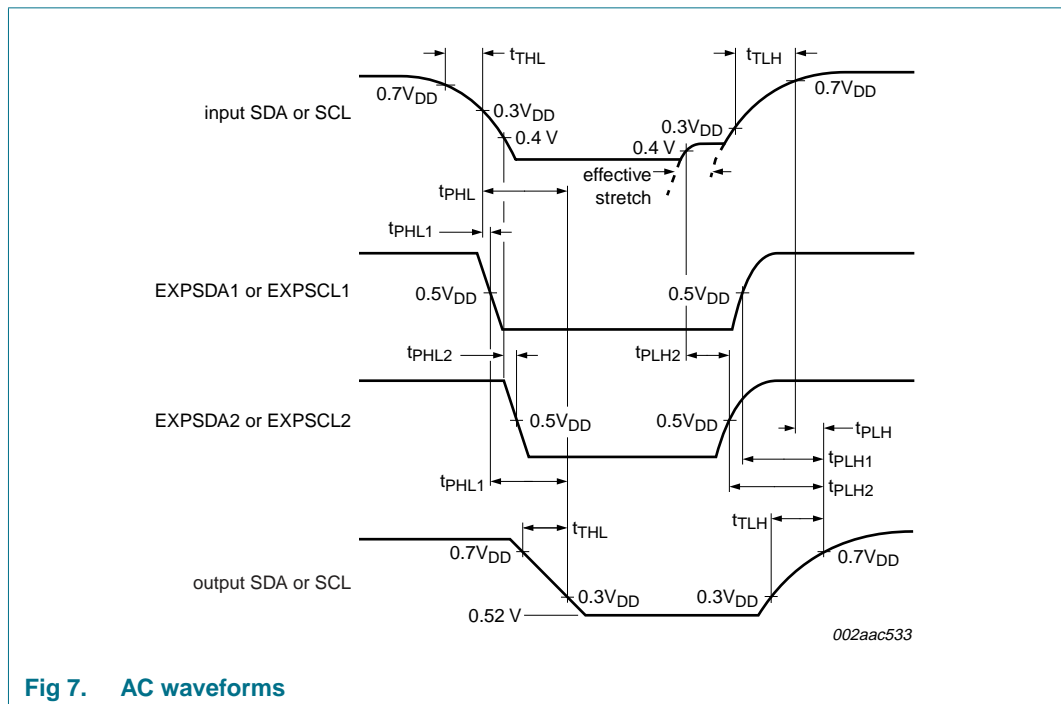 tTHL
tTLH
0.7VDD
0.7VDD
input SDA or SCL
0.3VDD
0.3VDD
0.4 V
0.4 V
effective
stretch
tPHL
tPHL1
EXPSDA1 or EXPSCL1
0.5VDD
0.5VDD
tPHL2
tPLH2
EXPSDA2 or EXPSCL2
0.5VDD
0.5VDD
tPLH
tPLH1
tPHL1
tPLH2
tTHL
tTLH
0.7VDD
0.7VDD
output SDA or SCL
0.3VDD
0.3VDD
0.52 V
002aac533
Fig 7. AC waveforms